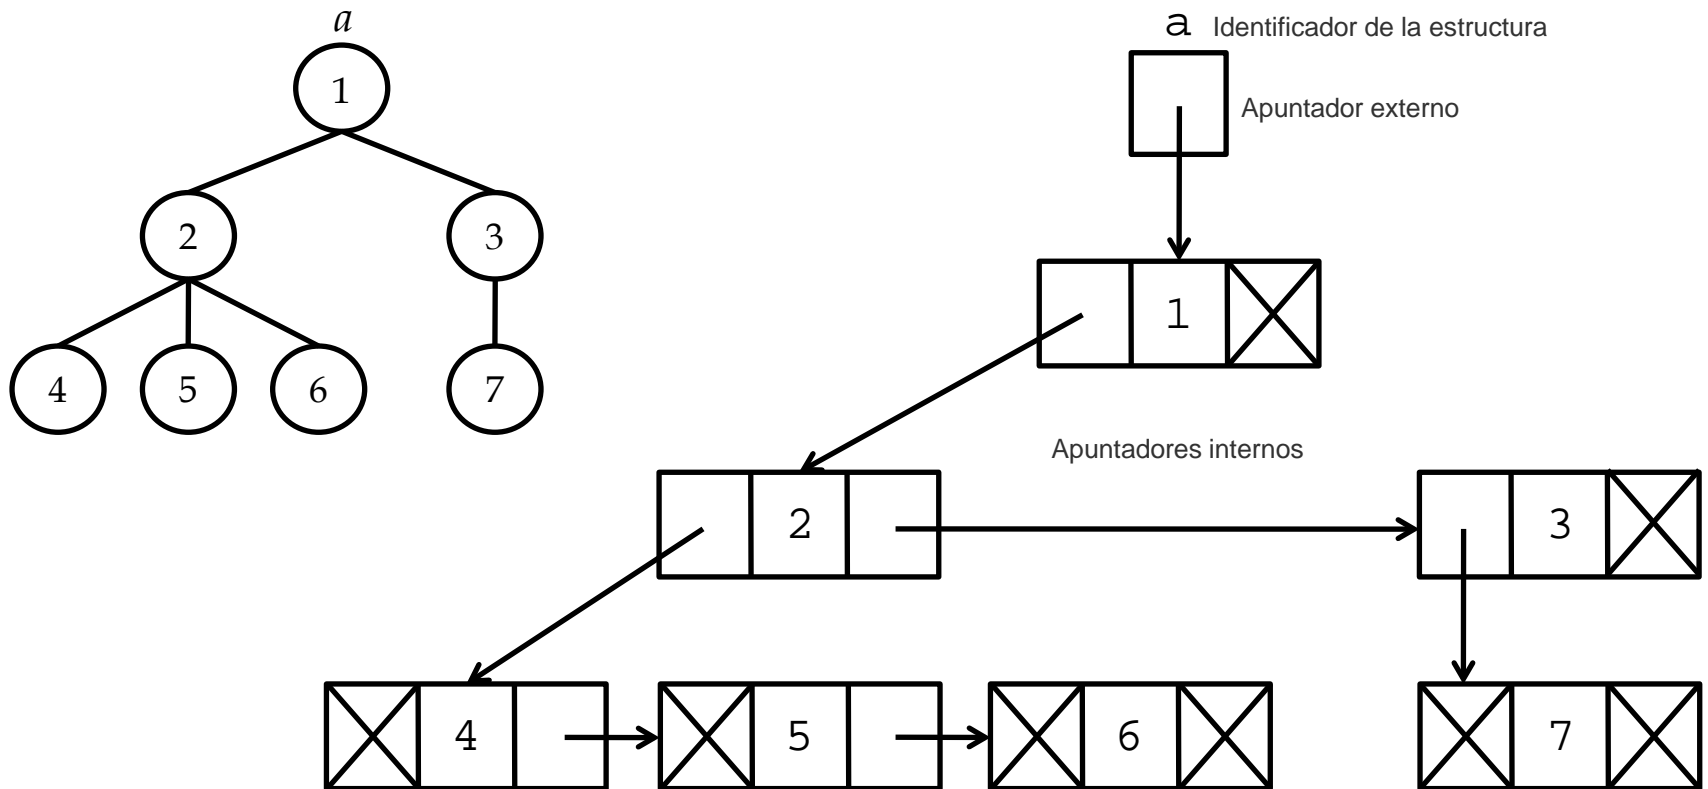 a
1
2 3
4 5 6 7
a Identificador de la estructura
Apuntador externo
1
Apuntadores internos
2 3
4 5 6 7